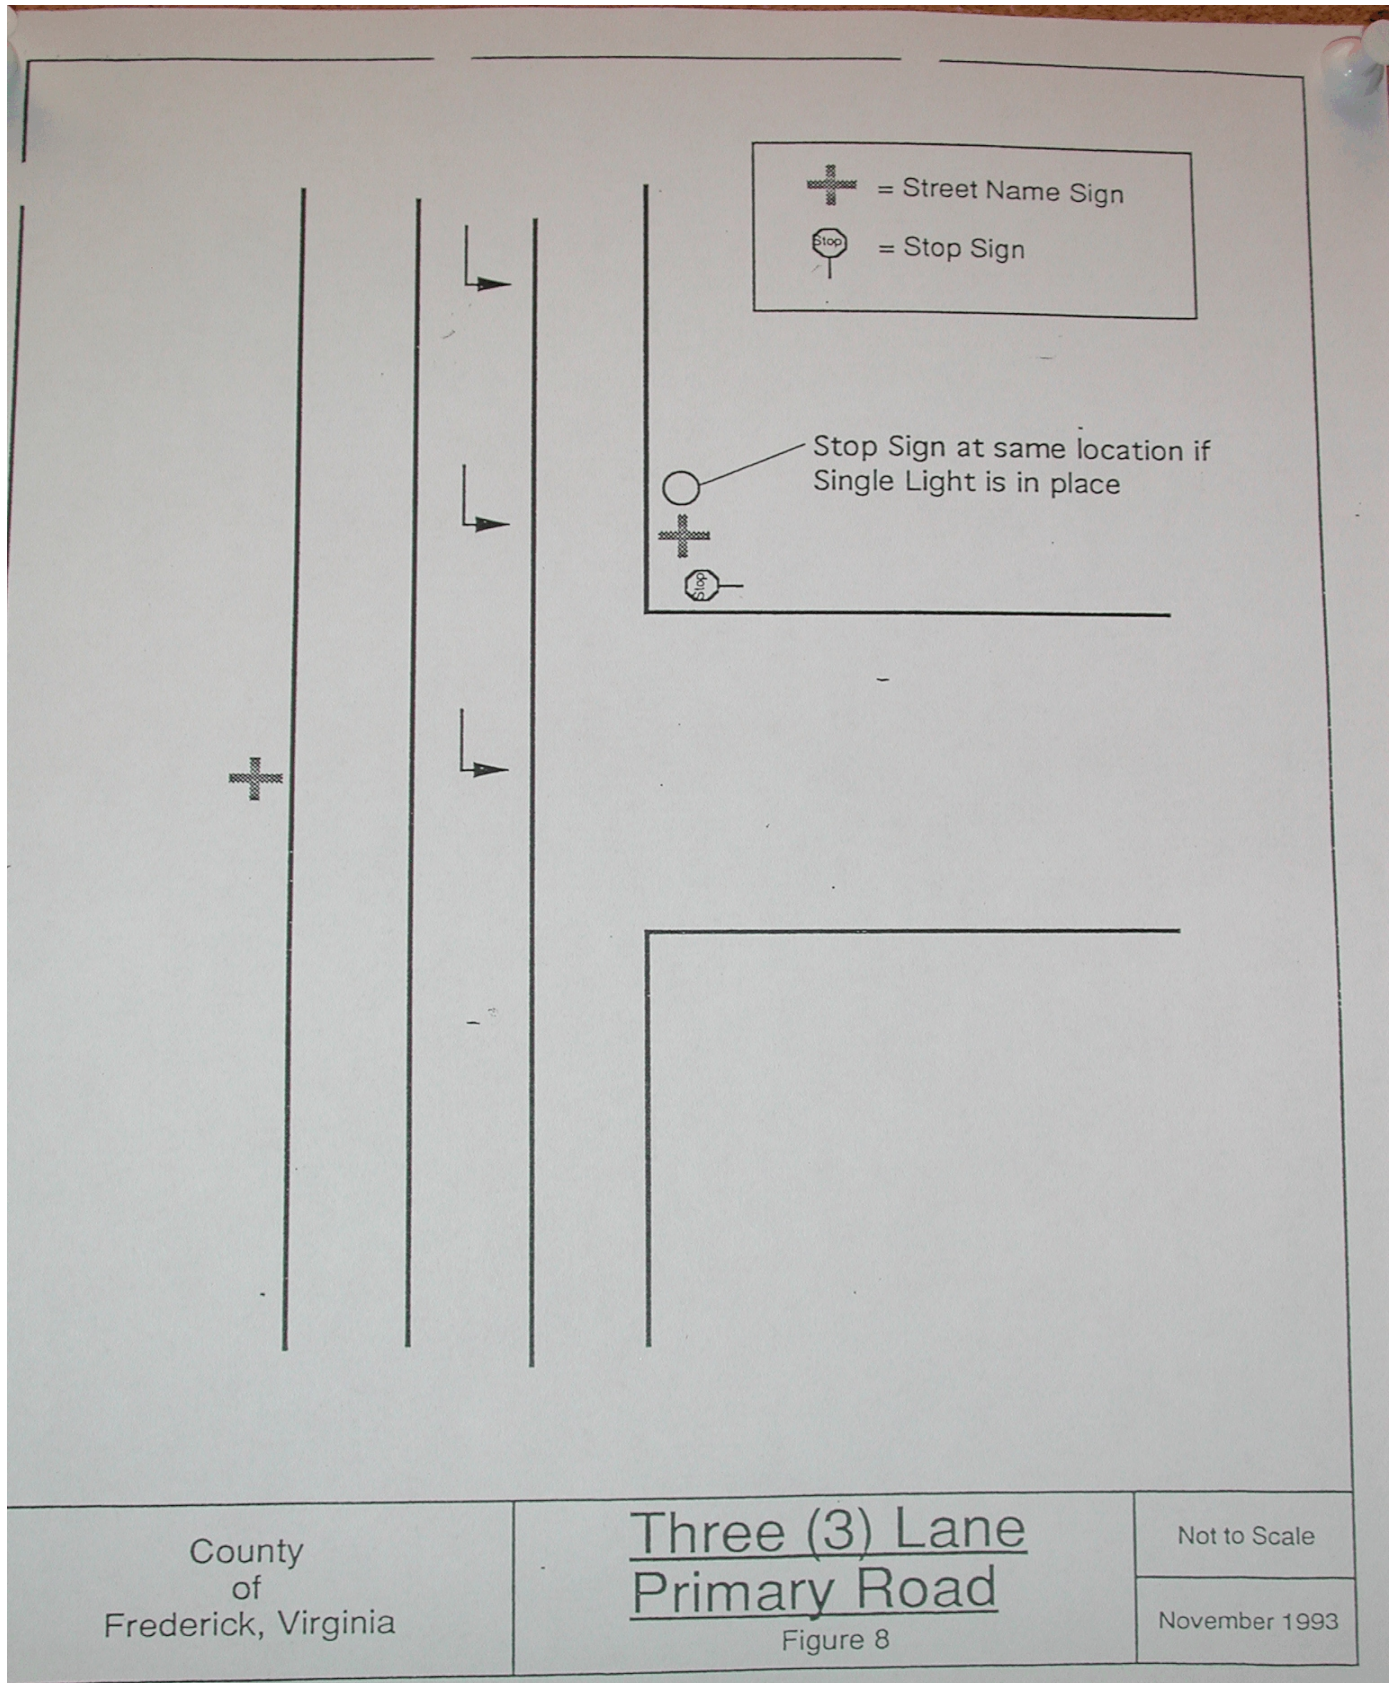 = Street Name Sign
Stop
= Stop Sign
Stop Sign at same location if
Single Light is in place
Stop
County
of
Frederick, Virginia
Three (3) Lane
Primary Road
Figure 8
Not to Scale
November 1993